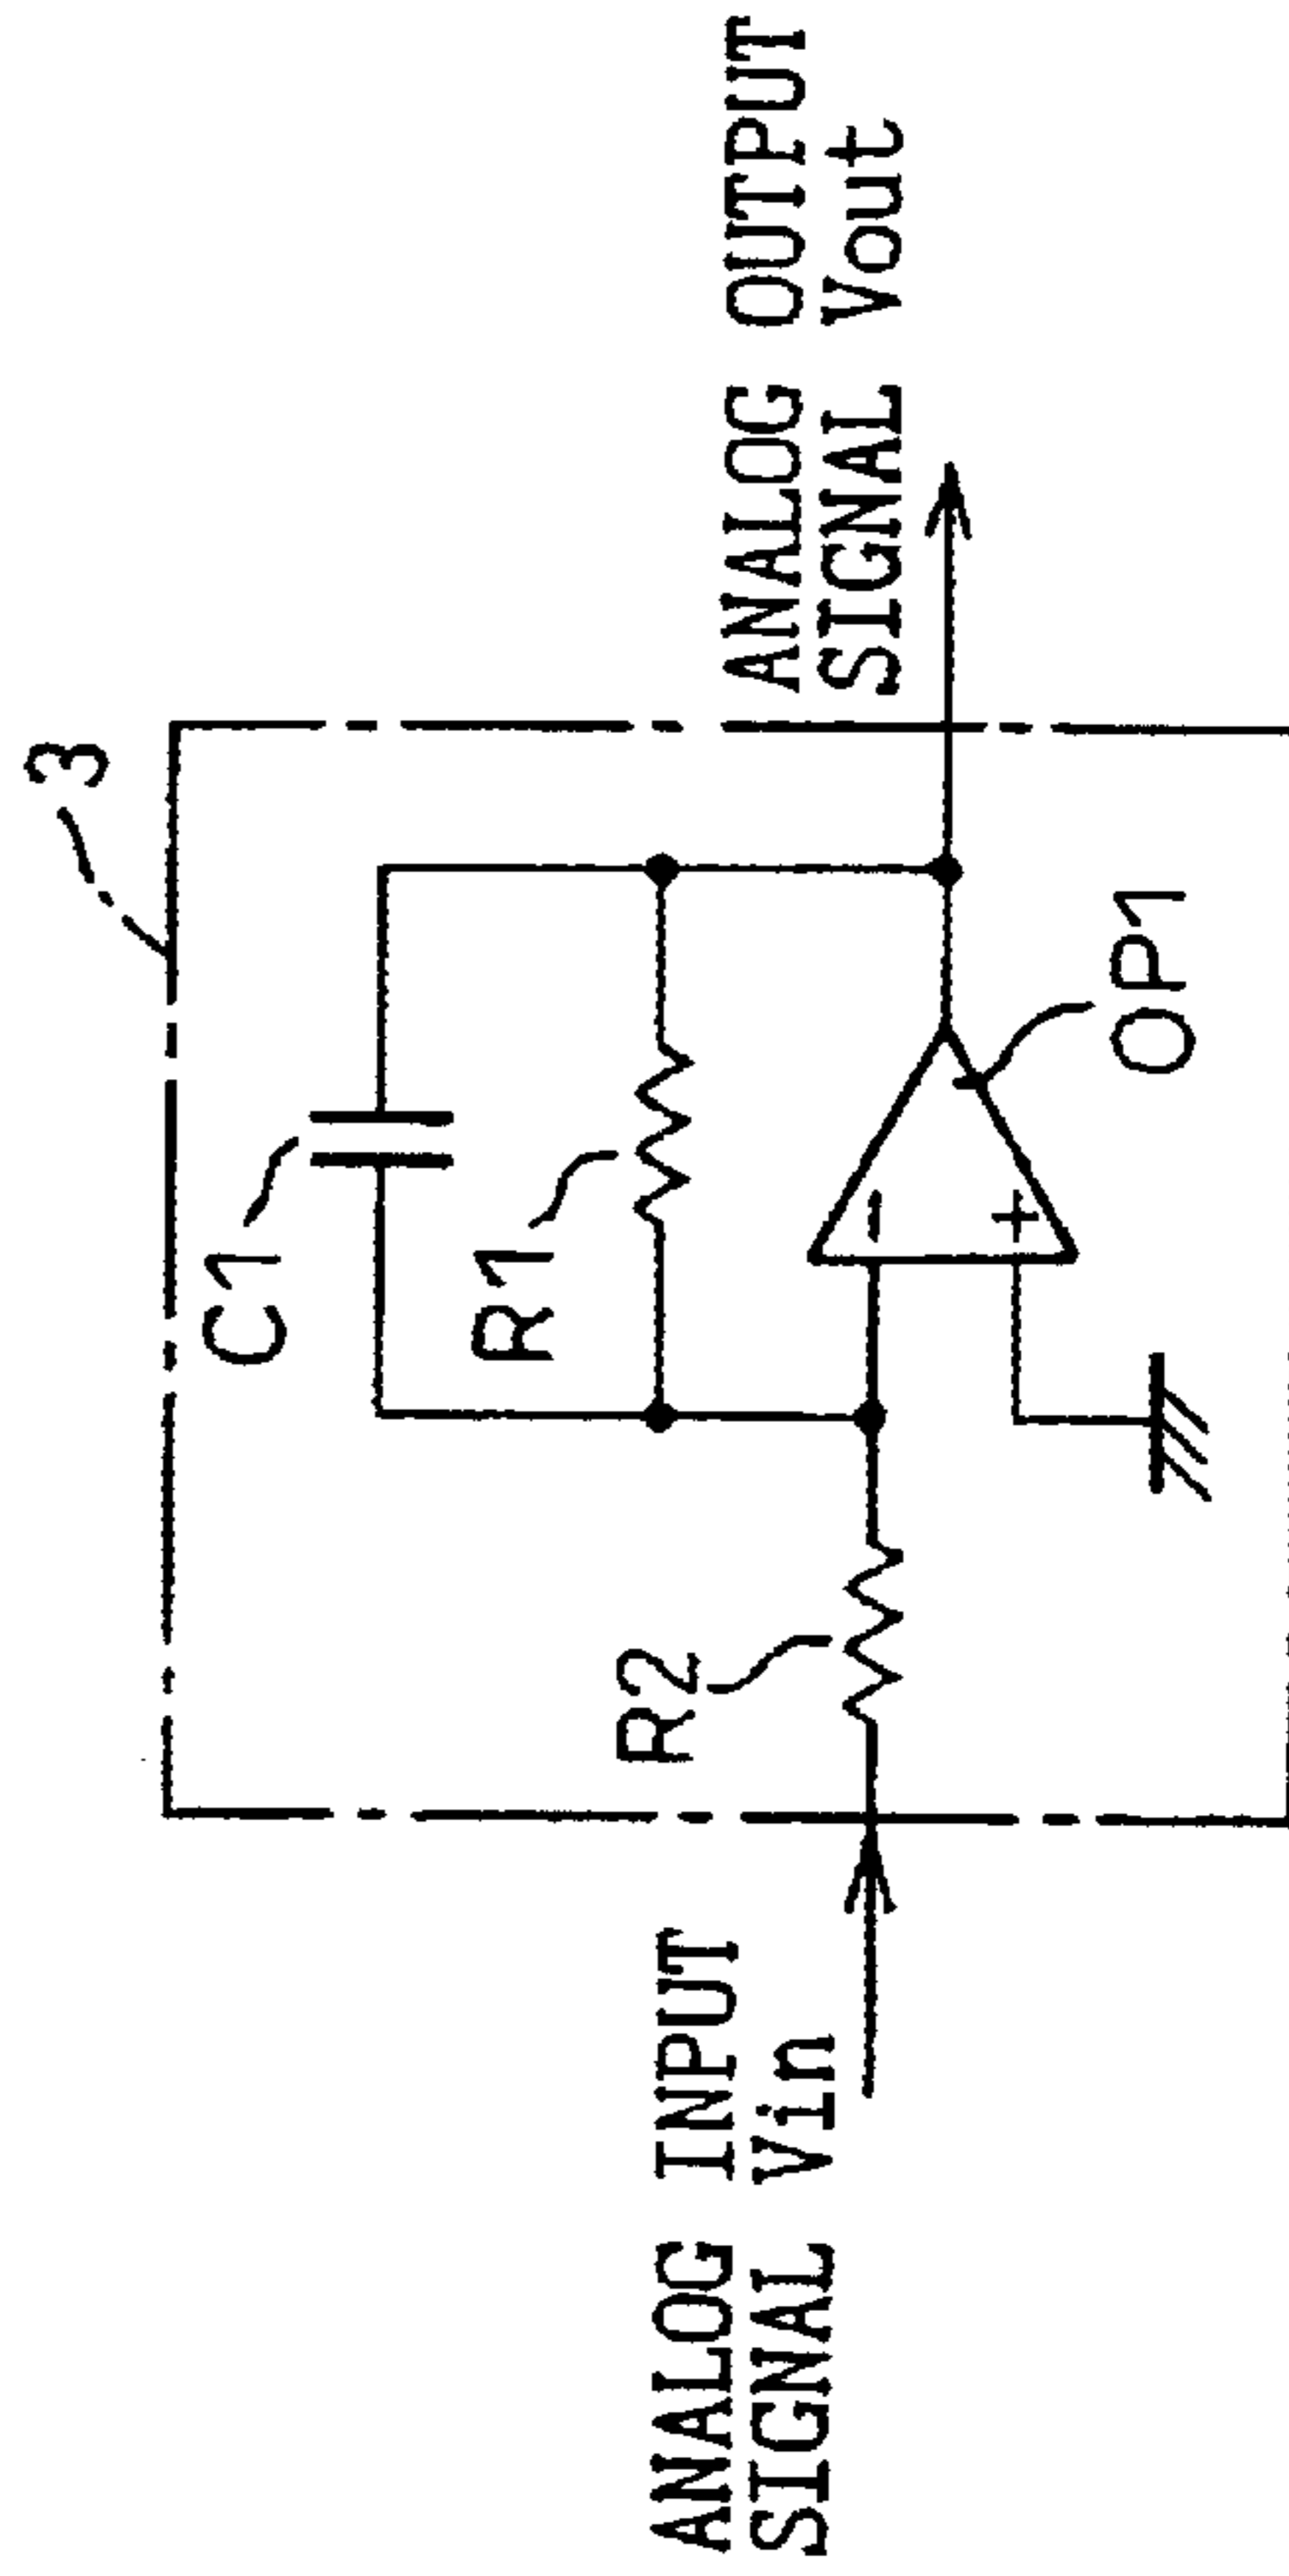 3
C1
R1
R2
-
+
OP1
ANALOG INPUT
SIGNAL Vin
ANALOG OUTPUT
SIGNAL Vout